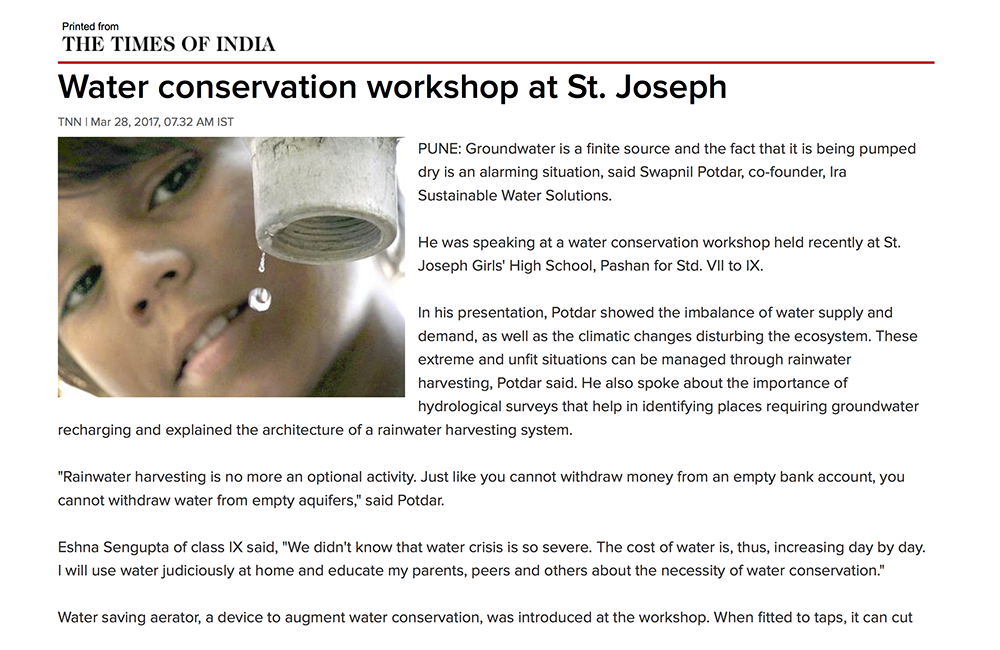 Printed from
THE TIMES OF INDIA
Water conservation workshop at St. Joseph
TNN | Mar 28, 2017, 07.32 AM IST
PUNE: Groundwater is a finite source and the fact that it is being pumped
dry is an alarming situation, said Swapnil Potdar, co-founder, Ira
Sustainable Water Solutions.
He was speaking at a water conservation workshop held recently at St.
Joseph Girls' High School, Pashan for Std. VII to IX.
In his presentation, Potdar showed the imbalance of water supply and
demand, as well as the climatic changes disturbing the ecosystem. These
extreme and unfit situations can be managed through rainwater
harvesting, Potdar said. He also spoke about the importance of
hydrological surveys that help in identifying places requiring groundwater
recharging and explained the architecture of a rainwater harvesting system.
"Rainwater harvesting is no more an optional activity. Just like you cannot withdraw money from an empty bank account, you
cannot withdraw water from empty aquifers," said Potdar.
Eshna Sengupta of class IX said, "We didn't know that water crisis is so severe. The cost of water is, thus, increasing day by day.
I will use water judiciously at home and educate my parents, peers and others about the necessity of water conservation."
Water saving aerator, a device to augment water conservation, was introduced at the workshop. When fitted to taps, it can cut